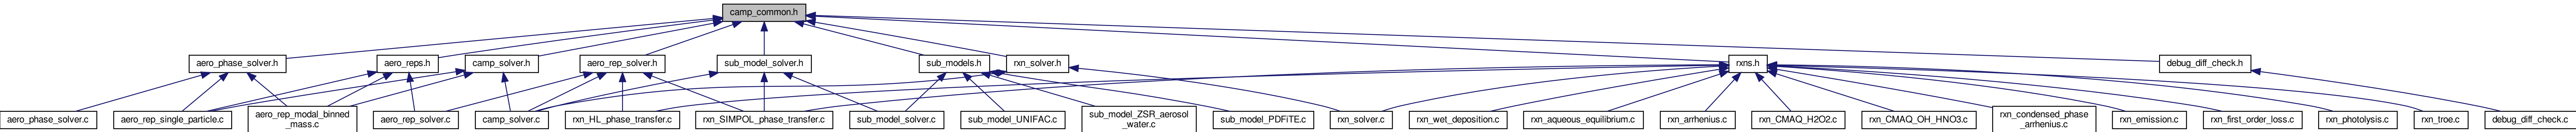 camp_common.h
aero_phase_solver.h
aero_reps.h
camp_solver.h
aero_rep_solver.h
sub_model_solver.h
sub_models.h
rxn_solver.h
rxns.h
debug_diff_check.h
aero_phase_solver.c
aero_rep_single_particle.c
aero_rep_modal_binned
_mass.c
aero_rep_solver.c
camp_solver.c
rxn_HL_phase_transfer.c
rxn_SIMPOL_phase_transfer.c
sub_model_solver.c
sub_model_UNIFAC.c
sub_model_ZSR_aerosol
_water.c
sub_model_PDFiTE.c
rxn_solver.c
rxn_wet_deposition.c
rxn_aqueous_equilibrium.c
rxn_arrhenius.c
rxn_CMAQ_H2O2.c
rxn_CMAQ_OH_HNO3.c
rxn_condensed_phase
_arrhenius.c
rxn_emission.c
rxn_first_order_loss.c
rxn_photolysis.c
rxn_troe.c
debug_diff_check.c